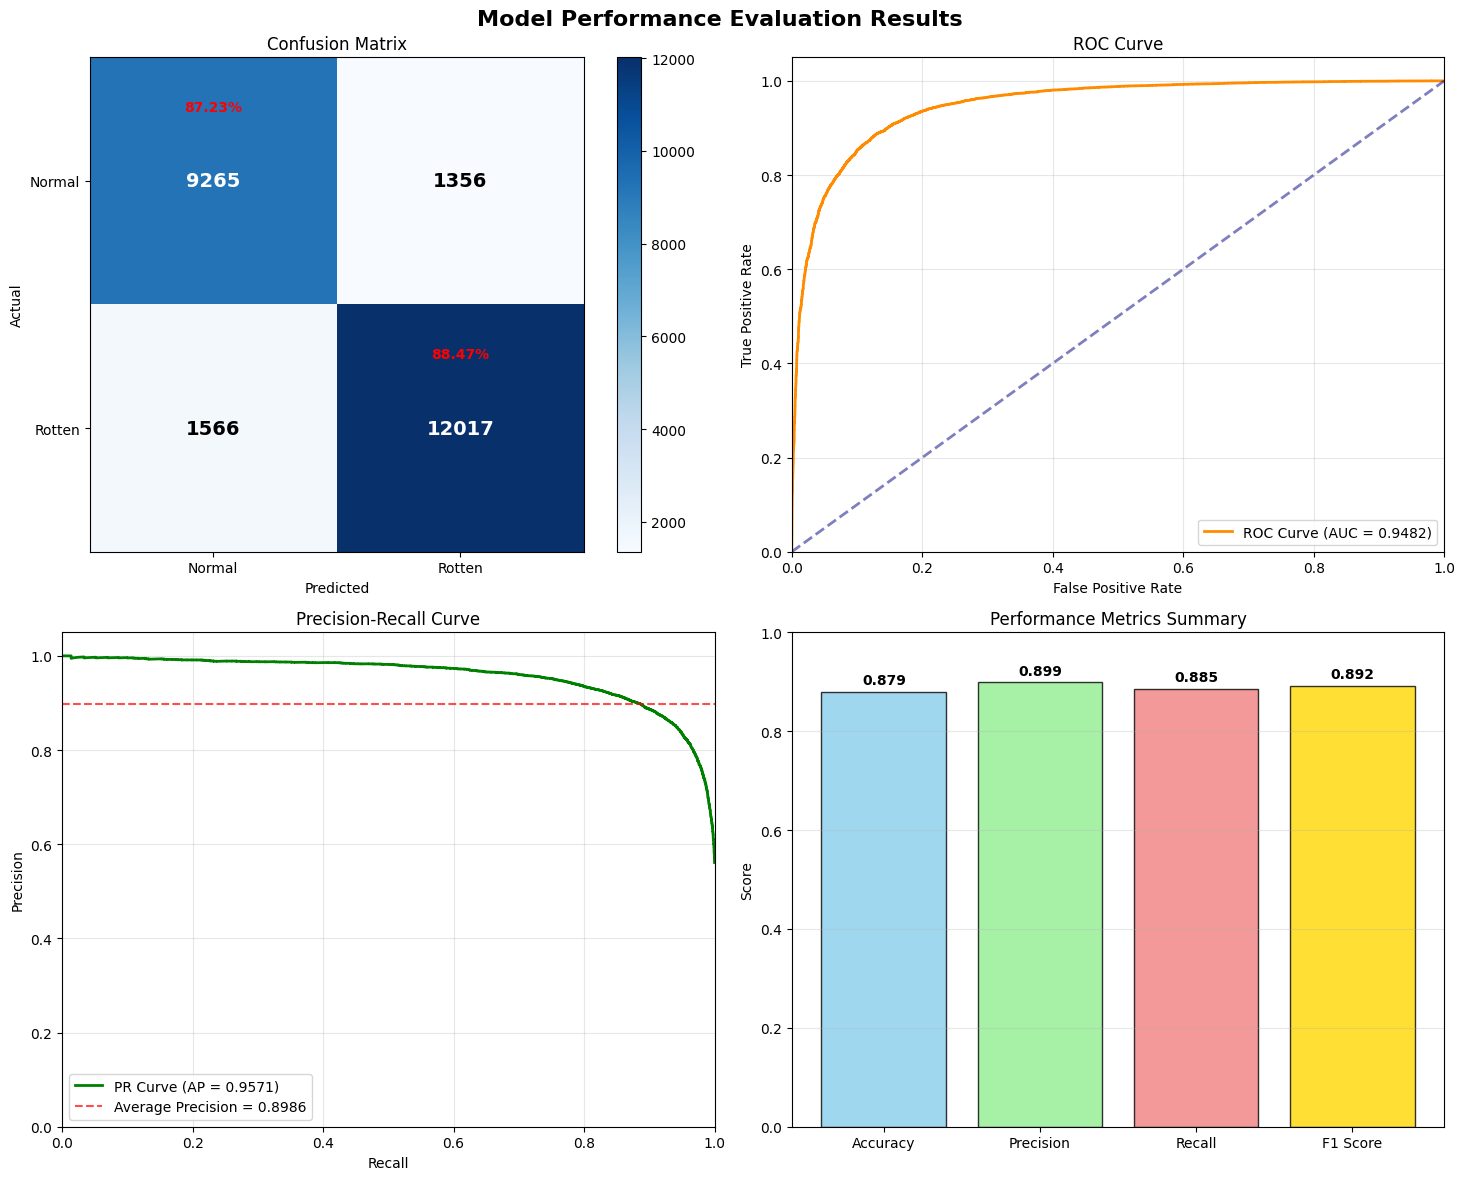 Model Performance Evaluation Results
Confusion Matrix
87.23%
9265
1356
88.47%
1566
12017
Normal
Rotten
Actual
Normal
Rotten
Predicted
12000
10000
8000
6000
4000
2000
ROC Curve
1.0
0.8
0.6
0.4
0.2
0.0
True Positive Rate
ROC Curve (AUC = 0.9482)
0.0
0.2
0.4
0.6
0.8
1.0
False Positive Rate
Precision-Recall Curve
1.0
0.8
0.6
0.4
0.2
0.0
Precision
PR Curve (AP = 0.9571)
Average Precision = 0.8986
0.0
0.2
0.4
0.6
0.8
1.0
Recall
Performance Metrics Summary
1.0
0.8
0.6
0.4
0.2
0.0
Score
0.879
0.899
0.885
0.892
Accuracy
Precision
Recall
F1 Score